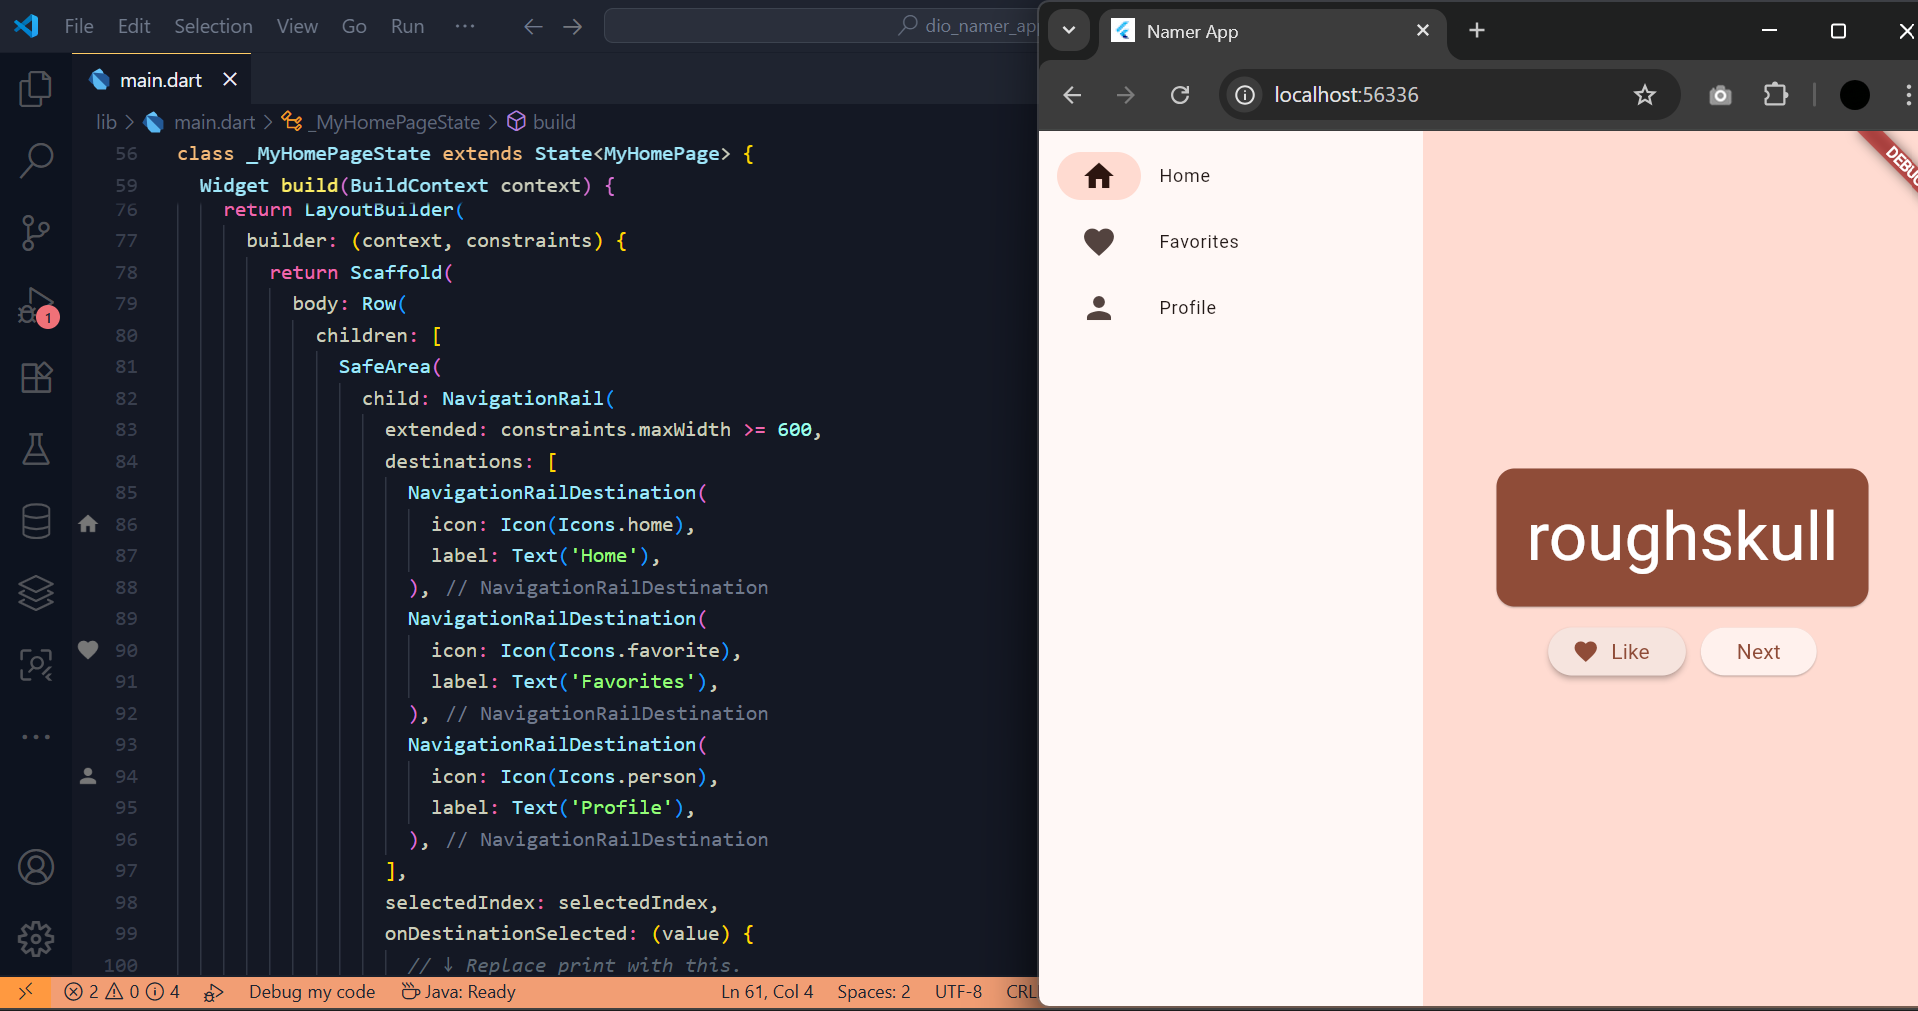 File Edit Selection View Go Run
dio_namer_app
main.dart
lib > main.dart > _MyHomePageState > build
56 class _MyHomePageState extends State<MyHomePage> {
59 Widget build(BuildContext context) {
76 return LayoutBuilder(
77 builder: (context, constraints) {
78 return Scaffold(
79 body: Row(
80 children: [
81 SafeArea(
82 child: NavigationRail(
83 extended: constraints.maxWidth >= 600,
84 destinations: [
85 NavigationRailDestination(
86 icon: Icon(Icons.home),
87 label: Text('Home'),
88 ), // NavigationRailDestination
89 NavigationRailDestination(
90 icon: Icon(Icons.favorite),
91 label: Text('Favorites'),
92 ), // NavigationRailDestination
93 NavigationRailDestination(
94 icon: Icon(Icons.person),
95 label: Text('Profile'),
96 ), // NavigationRailDestination
97 ],
98 selectedIndex: selectedIndex,
99 onDestinationSelected: (value) {
100 // ↓ Replace print with this.
1
2 0 4 Debug my code Java: Ready Ln 61, Col 4 Spaces: 2 UTF-8 CRL
Namer App
localhost:56336
DEBUG
Home
Favorites
Profile
roughskull
Like Next